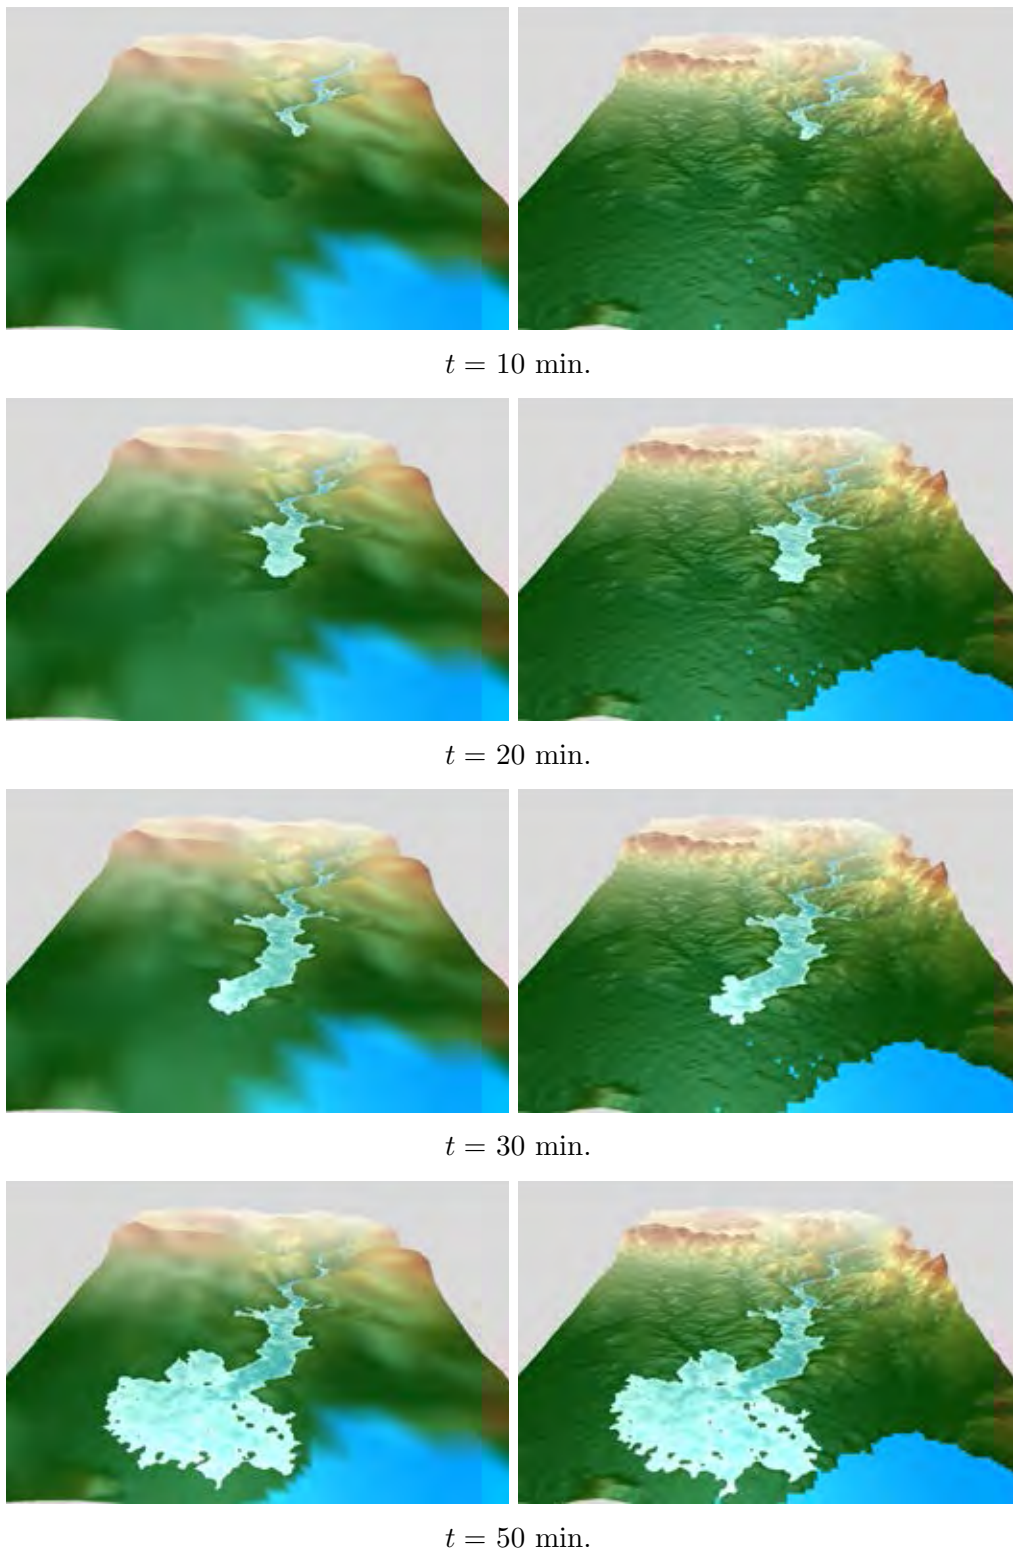 t = 10 min.
t = 20 min.
t = 30 min.
t = 50 min.